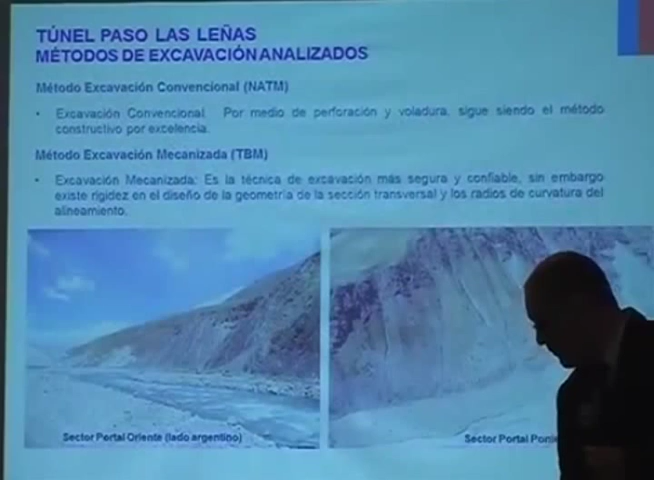 TÚNEL PASO LAS LEÑAS
MÉTODOS DE EXCAVACIÓN ANALIZADOS
Método Excavación Convencional (NATM)
• Excavación Convencional. Por medio de perforación y voladura, sigue siendo el método
constructivo por excelencia.
Método Excavación Mecanizada (TBM)
• Excavación Mecanizada: Es la técnica de excavación más segura y confiable, sin embargo
existe rigidez en el diseño de la geometría de la sección transversal y los radios de curvatura del
alineamiento.
Sector Portal Oriente (lado argentino)
Sector Portal